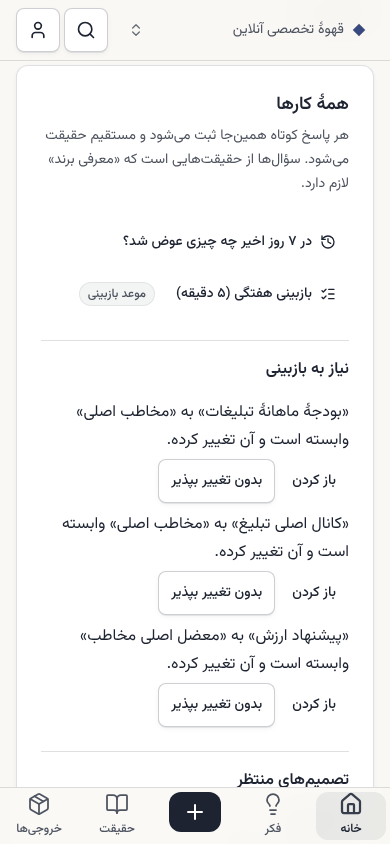 قهوهٔ تخصصی آنلاین
همهٔ کارها
هر پاسخ کوتاه همین‌جا ثبت می‌شود و مستقیم حقیقت
می‌شود. سؤال‌ها از حقیقت‌هایی است که «معرفی برند»
لازم دارد.
در ۷ روز اخیر چه چیزی عوض شد؟
بازبینی هفتگی (۵ دقیقه) موعد بازبینی
نیاز به بازبینی
«بودجهٔ ماهانهٔ تبلیغات» به «مخاطب اصلی»
وابسته است و آن تغییر کرده.
باز کردن بدون تغییر بپذیر
«کانال اصلی تبلیغ» به «مخاطب اصلی» وابسته
است و آن تغییر کرده.
باز کردن بدون تغییر بپذیر
«پیشنهاد ارزش» به «معضل اصلی مخاطب»
وابسته است و آن تغییر کرده.
باز کردن بدون تغییر بپذیر
تصمیم‌های منتظر
خانه فکر حقیقت خروجی‌ها